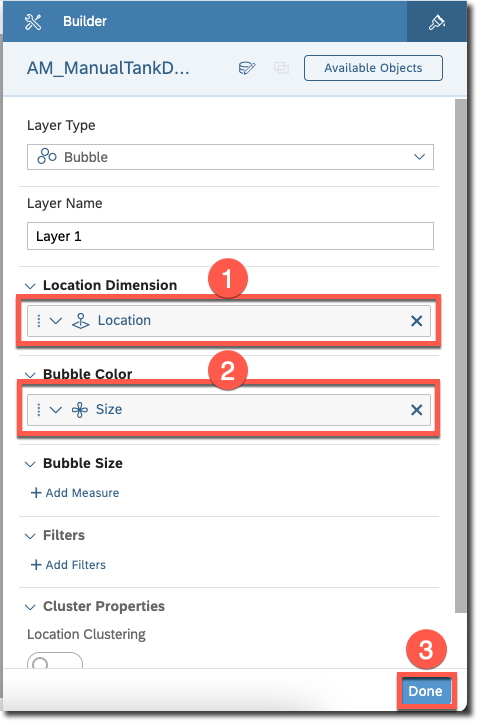 Builder
AM_ManualTankD...
Available Objects
Layer Type
Bubble
Layer Name
Layer 1
1
Location Dimension
Location
2
Bubble Color
Size
Bubble Size
+ Add Measure
Filters
+ Add Filters
Cluster Properties
Location Clustering
3
Done